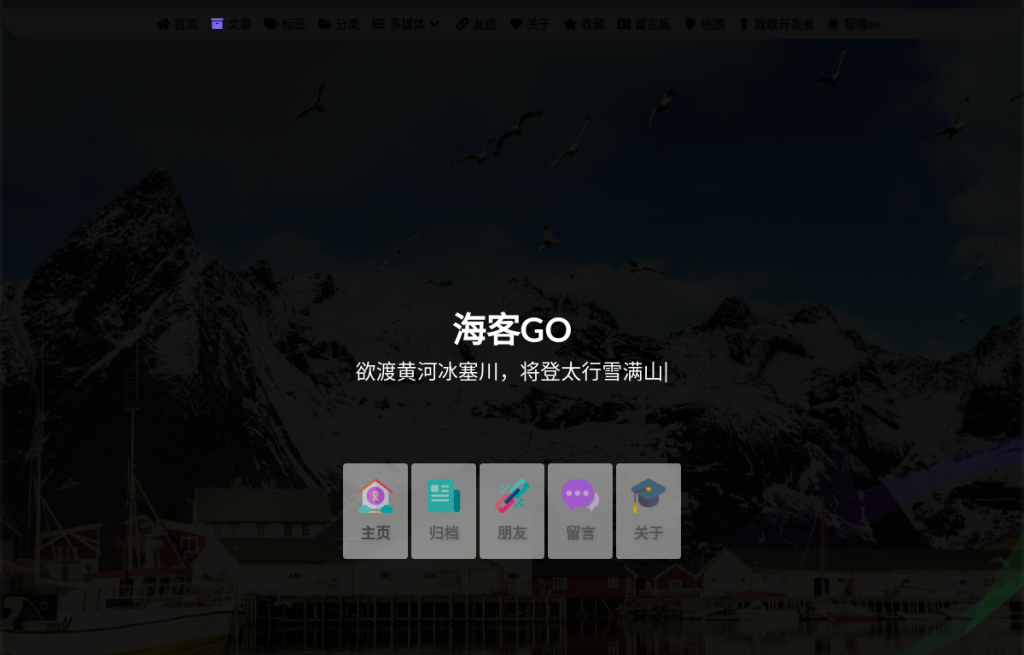 首页 文章 标签 分类 多媒体 友链 关于 收藏 留言板 地图 致敬开发者 智障os
海客GO
欲渡黄河冰塞川，将登太行雪满山|
主页 归档 朋友 留言 关于